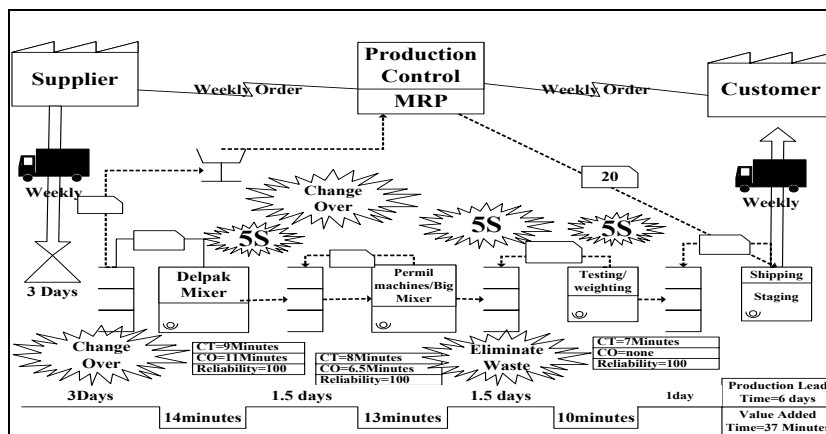 Supplier
Weekly Order
Production
Control
MRP
Weekly Order
Customer
Weekly
20
Weekly
Change
Over
5S
5S
5S
3 Days
Delpak
Mixer
Permil
machines/Big
Mixer
Testing/
weighting
Shipping
Staging
Change
Over
CT=9Minutes
CO=11Minutes
Reliability=100
CT=8Minutes
CO=6.5Minutes
Reliability=100
Eliminate
Waste
CT=7Minutes
CO=none
Reliability=100
3Days
1.5 days
1.5 days
1day
Production Lead
Time=6 days
14minutes
13minutes
10minutes
Value Added
Time=37 Minutes